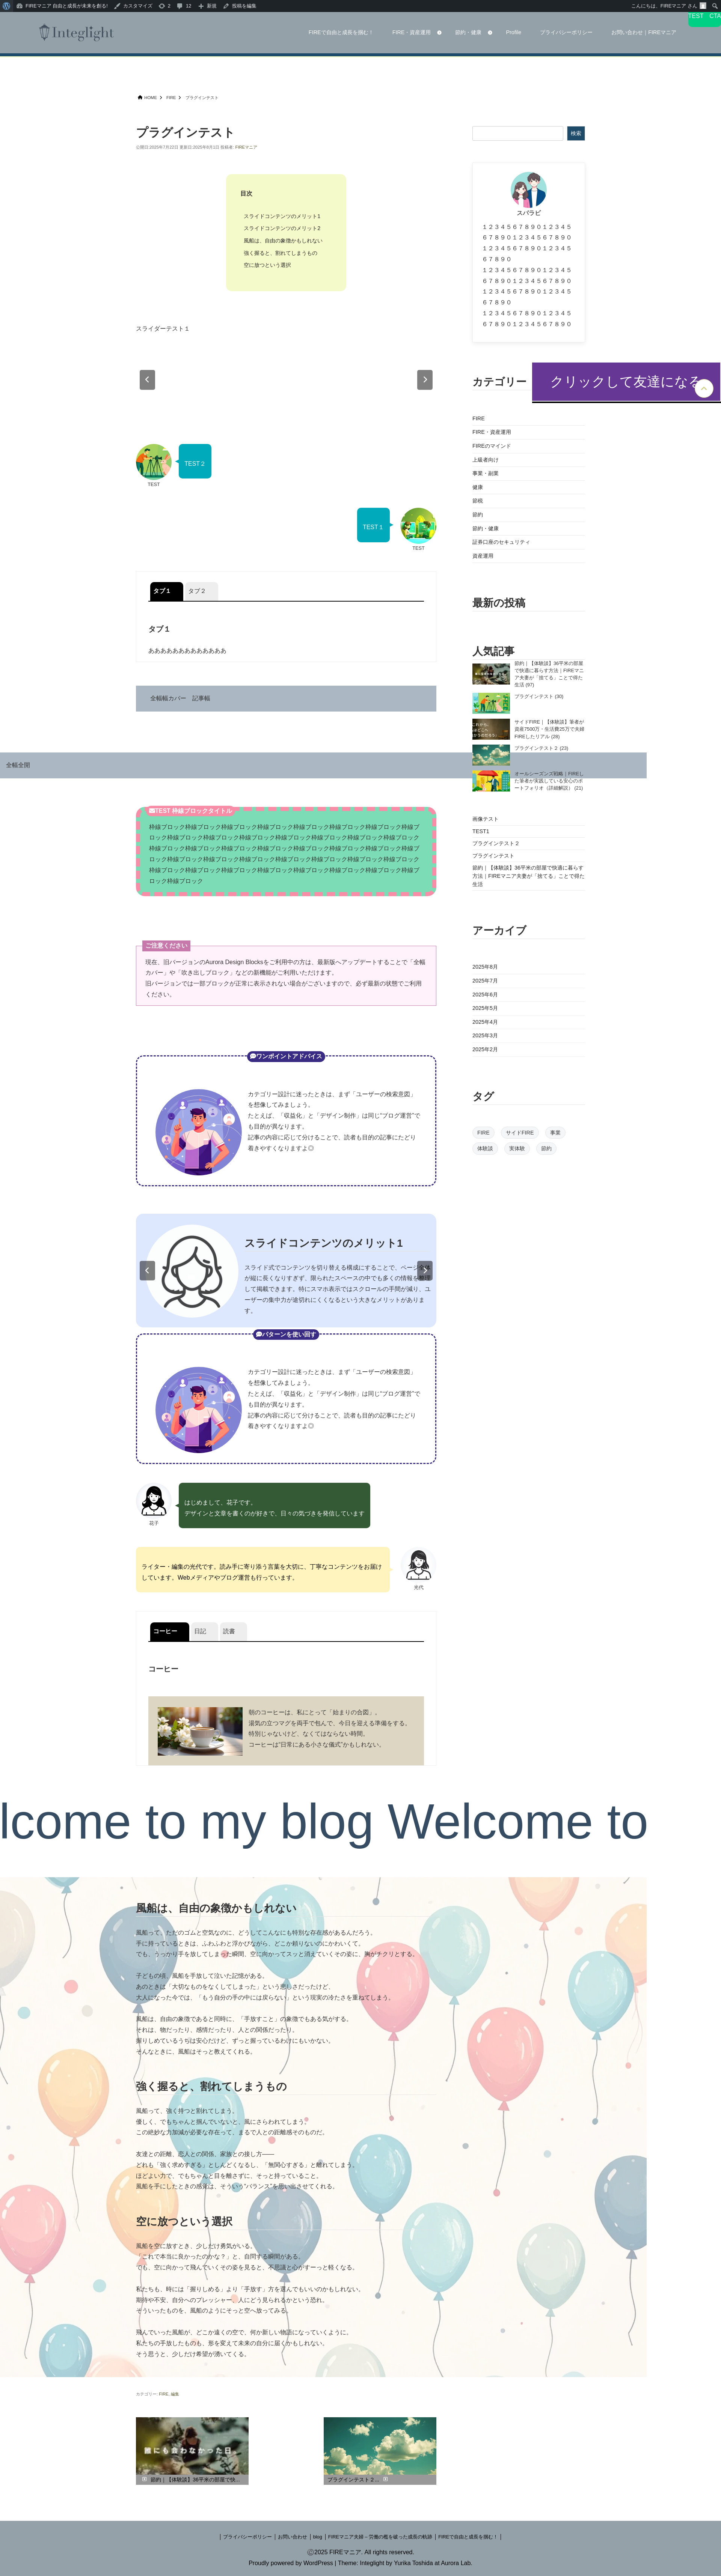 FIREマニア 自由と成長が未来を創る!
カスタマイズ
2
12
新規
投稿を編集
こんにちは、FIREマニア さん
TEST CTA
Integlight
FIREで自由と成長を掴む！
FIRE・資産運用
節約・健康
Profile
プライバシーポリシー
お問い合わせ｜FIREマニア
HOME
FIRE
プラグインテスト
プラグインテスト
公開日:2025年7月22日 更新日:2025年8月1日 投稿者: FIREマニア
目次
スライドコンテンツのメリット1
スライドコンテンツのメリット2
風船は、自由の象徴かもしれない
強く握ると、割れてしまうもの
空に放つという選択
スライダーテスト１
TEST２
TEST
TEST１
TEST
タブ１
タブ２
タブ１
あああああああああああああ
全幅幅カバー　記事幅
全幅全開
TEST 枠線ブロックタイトル
枠線ブロック枠線ブロック枠線ブロック枠線ブロック枠線ブロック枠線ブロック枠線ブロック枠線ブ
ロック枠線ブロック枠線ブロック枠線ブロック枠線ブロック枠線ブロック枠線ブロック枠線ブロック
枠線ブロック枠線ブロック枠線ブロック枠線ブロック枠線ブロック枠線ブロック枠線ブロック枠線ブ
ロック枠線ブロック枠線ブロック枠線ブロック枠線ブロック枠線ブロック枠線ブロック枠線ブロック
枠線ブロック枠線ブロック枠線ブロック枠線ブロック枠線ブロック枠線ブロック枠線ブロック枠線ブ
ロック枠線ブロック
ご注意ください
現在、旧バージョンのAurora Design Blocksをご利用中の方は、最新版へアップデートすることで「全幅
カバー」や「吹き出しブロック」などの新機能がご利用いただけます。
旧バージョンでは一部ブロックが正常に表示されない場合がございますので、必ず最新の状態でご利用
ください。
ワンポイントアドバイス
カテゴリー設計に迷ったときは、まず「ユーザーの検索意図」
を想像してみましょう。
たとえば、「収益化」と「デザイン制作」は同じ“ブログ運営”で
も目的が異なります。
記事の内容に応じて分けることで、読者も目的の記事にたどり
着きやすくなりますよ◎
スライドコンテンツのメリット1
スライド式でコンテンツを切り替える構成にすることで、ページ
が縦に長くなりすぎず、限られたスペースの中でも多くの情報を
して掲載できます。特にスマホ表示ではスクロールの手間が減り、ユ
ーザーの集中力が途切れにくくなるという大きなメリットがありま
す。
パターンを使い回す
カテゴリー設計に迷ったときは、まず「ユーザーの検索意図」
を想像してみましょう。
たとえば、「収益化」と「デザイン制作」は同じ“ブログ運営”で
も目的が異なります。
記事の内容に応じて分けることで、読者も目的の記事にたどり
着きやすくなりますよ◎
はじめまして、花子です。
デザインと文章を書くのが好きで、日々の気づきを発信しています
花子
ライター・編集の光代です。読み手に寄り添う言葉を大切に、丁寧なコンテンツをお届け
しています。Webメディアやブログ運営も行っています。
光代
コーヒー
日記
読書
コーヒー
朝のコーヒーは、私にとって「始まりの合図」。
湯気の立つマグを両手で包んで、今日を迎える準備をする。
特別じゃないけど、なくてはならない時間。
コーヒーは“日常にある小さな儀式”かもしれない。
lcome to my blog Welcome to
風船は、自由の象徴かもしれない
風船って、ただのゴムと空気なのに、どうしてこんなにも特別な存在感があるんだろう。
手に持っているときは、ふわふわと浮かびながら、どこか頼りないのにかわいくて。
でも、うっかり手を放してしまった瞬間、空に向かってスッと消えていくその姿に、胸がチクりとする。
子どもの頃、風船を手放して泣いた記憶がある。
あのときは「大切なものをなくしてしまった」という悲しさだったけど、
大人になった今では、「もう自分の手の中には戻らない」という現実の冷たさを重ねてしまう。
風船は、自由の象徴であると同時に、「手放すこと」の象徴でもある気がする。
それは、物だったり、感情だったり、人との関係だったり。
握りしめているうちは安心だけど、ずっと握っているわけにもいかない。
そんなときに、風船はそっと教えてくれる。
強く握ると、割れてしまうもの
風船って、強く持つと割れてしまう。
優しく、でもちゃんと掴んでいないと、風にさらわれてしまう。
この絶妙な力加減が必要な存在って、まるで人との距離感そのものだ。
友達との距離、恋人との関係、家族との接し方――
どれも「強く求めすぎる」としんどくなるし、「無関心すぎる」と離れてしまう。
ほどよい力で、でもちゃんと目を離さずに、そっと持っていること。
風船を手にしたときの感覚は、そういう“バランス”を思い出させてくれる。
空に放つという選択
風船を空に放すとき、少しだけ勇気がいる。
「これで本当に良かったのかな？」と、自問する瞬間がある。
でも、空に向かって飛んでいくその姿を見ると、不思議と心がすーっと軽くなる。
私たちも、時には「握りしめる」より「手放す」方を選んでもいいのかもしれない。
期待や不安、自分へのプレッシャー、人にどう見られるかという恐れ。
そういったものを、風船のようにそっと空へ放ってみる。
飛んでいった風船が、どこか遠くの空で、何か新しい物語になっていくように。
私たちの手放したものも、形を変えて未来の自分に届くかもしれない。
そう思うと、少しだけ希望が湧いてくる。
カテゴリー: FIRE, 編集
誰にも会わなかった日
節約｜【体験談】36平米の部屋で快...
プラグインテスト２...
検索
スパラビ
１２３４５６７８９０１２３４５
６７８９０１２３４５６７８９０
１２３４５６７８９０１２３４５
６７８９０
１２３４５６７８９０１２３４５
６７８９０１２３４５６７８９０
１２３４５６７８９０１２３４５
６７８９０
１２３４５６７８９０１２３４５
６７８９０１２３４５６７８９０
カテゴリー
クリックして友達になる
FIRE
FIRE・資産運用
FIREのマインド
上級者向け
事業・副業
健康
節税
節約
節約・健康
証券口座のセキュリティ
資産運用
最新の投稿
人気記事
節約｜【体験談】36平米の部屋
で快適に暮らす方法｜FIREマニ
ア夫妻が「捨てる」ことで得た
生活 (97)
プラグインテスト (30)
サイドFIRE｜【体験談】筆者が
資産7500万・生活費25万で夫婦
FIREしたリアル (28)
プラグインテスト２ (23)
オールシーズンズ戦略｜FIREし
た筆者が実践している安心のポ
ートフォリオ（詳細解説） (21)
画像テスト
TEST1
プラグインテスト２
プラグインテスト
節約｜【体験談】36平米の部屋で快適に暮らす
方法｜FIREマニア夫妻が「捨てる」ことで得た
生活
アーカイブ
2025年8月
2025年7月
2025年6月
2025年5月
2025年4月
2025年3月
2025年2月
タグ
FIRE
サイドFIRE
事業
体験談
実体験
節約
プライバシーポリシー
お問い合わせ
blog
FIREマニア夫婦 – 労働の檻を破った成長の軌跡
FIREで自由と成長を掴む！
©2025 FIREマニア. All rights reserved.
Proudly powered by WordPress | Theme: Integlight by Yurika Toshida at Aurora Lab.